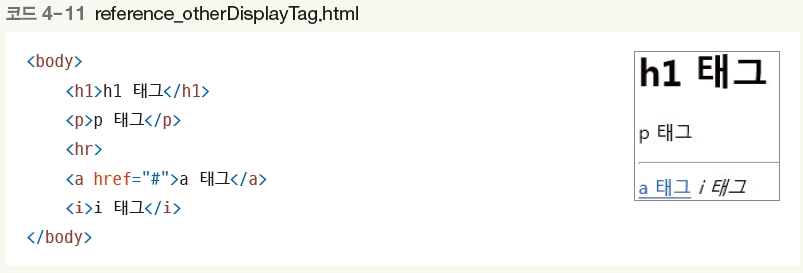 코드 4-11 reference_otherDisplayTag.html
<body>
<h1>h1 태그</h1>
<p>p 태그</p>
<hr>
<a href="#">a 태그</a>
<i>i 태그</i>
</body>
h1 태그
p 태그
a 태그 i 태그